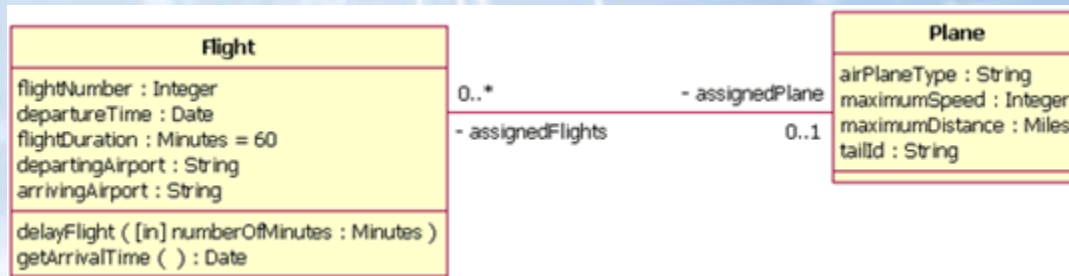 Flight
flightNumber : Integer
departureTime : Date
flightDuration : Minutes = 60
departingAirport : String
arrivingAirport : String
delayFlight ( [in] numberOfMinutes : Minutes )
getArrivalTime ( ) : Date
0..*
- assignedPlane
- assignedFlights
0..1
Plane
airPlaneType : String
maximumSpeed : Integer
maximumDistance : Miles
tailId : String